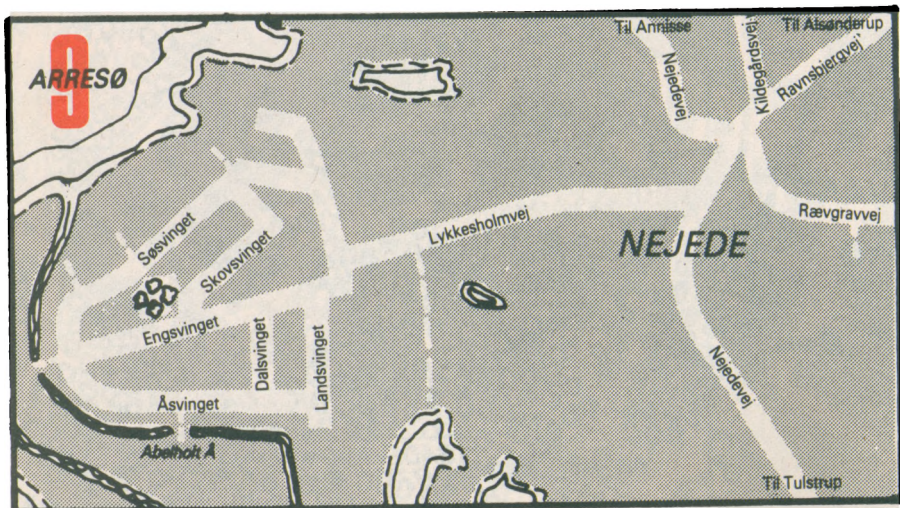 9
ARRESØ
Til Annisse
Til Alsønderup
Nejedevej
Kildegårdsvej
Ravnsbjergvej
Rævgravvej
Lykkesholmvej
NEJEDE
Søsvinget
Skovsvinget
Engsvinget
Dalsvinget
Landsvinget
Nejedevej
Åsvinget
Abelholt Å
Til Tulstrup